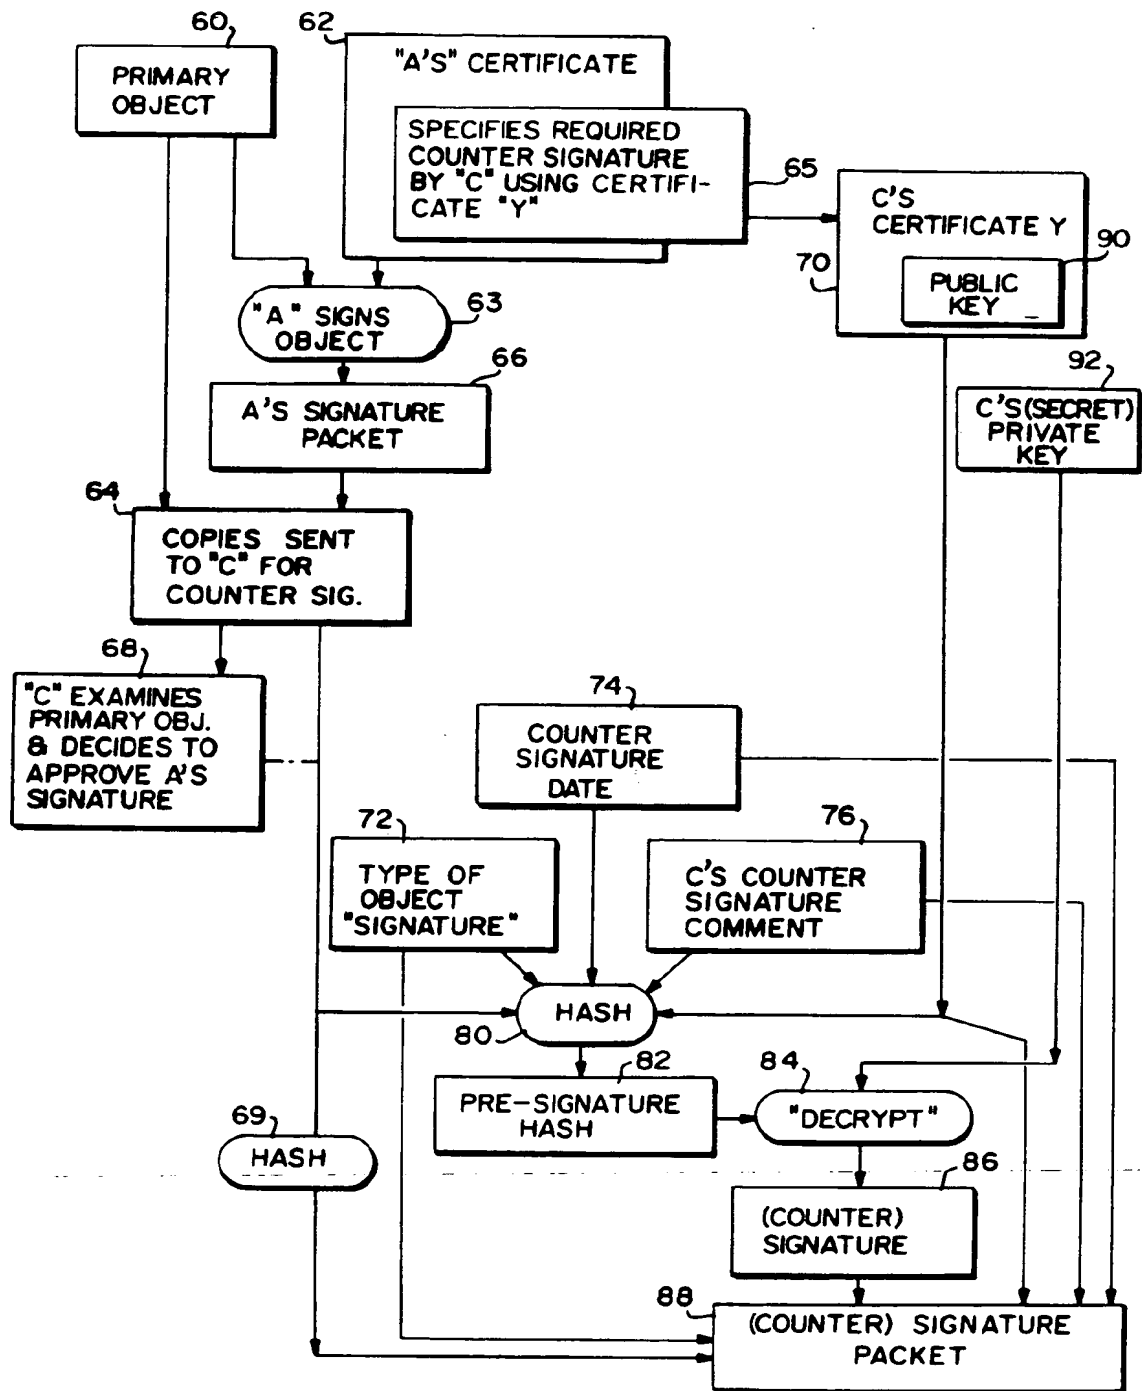 60
PRIMARY
OBJECT
62
"A'S" CERTIFICATE
SPECIFIES REQUIRED
COUNTER SIGNATURE
BY "C" USING CERTIFI-
CATE "Y"
65
C'S
CERTIFICATE Y
70
90
PUBLIC
KEY
"A" SIGNS
OBJECT
63
66
A'S SIGNATURE
PACKET
92
C'S (SECRET)
PRIVATE
KEY
64
COPIES SENT
TO "C" FOR
COUNTER SIG.
68
"C" EXAMINES
PRIMARY OBJ.
& DECIDES TO
APPROVE A'S
SIGNATURE
74
COUNTER
SIGNATURE
DATE
72
TYPE OF
OBJECT
"SIGNATURE"
76
C'S COUNTER
SIGNATURE
COMMENT
HASH
80
82
PRE-SIGNATURE
HASH
84
"DECRYPT"
69
HASH
86
(COUNTER)
SIGNATURE
88
(COUNTER) SIGNATURE
PACKET